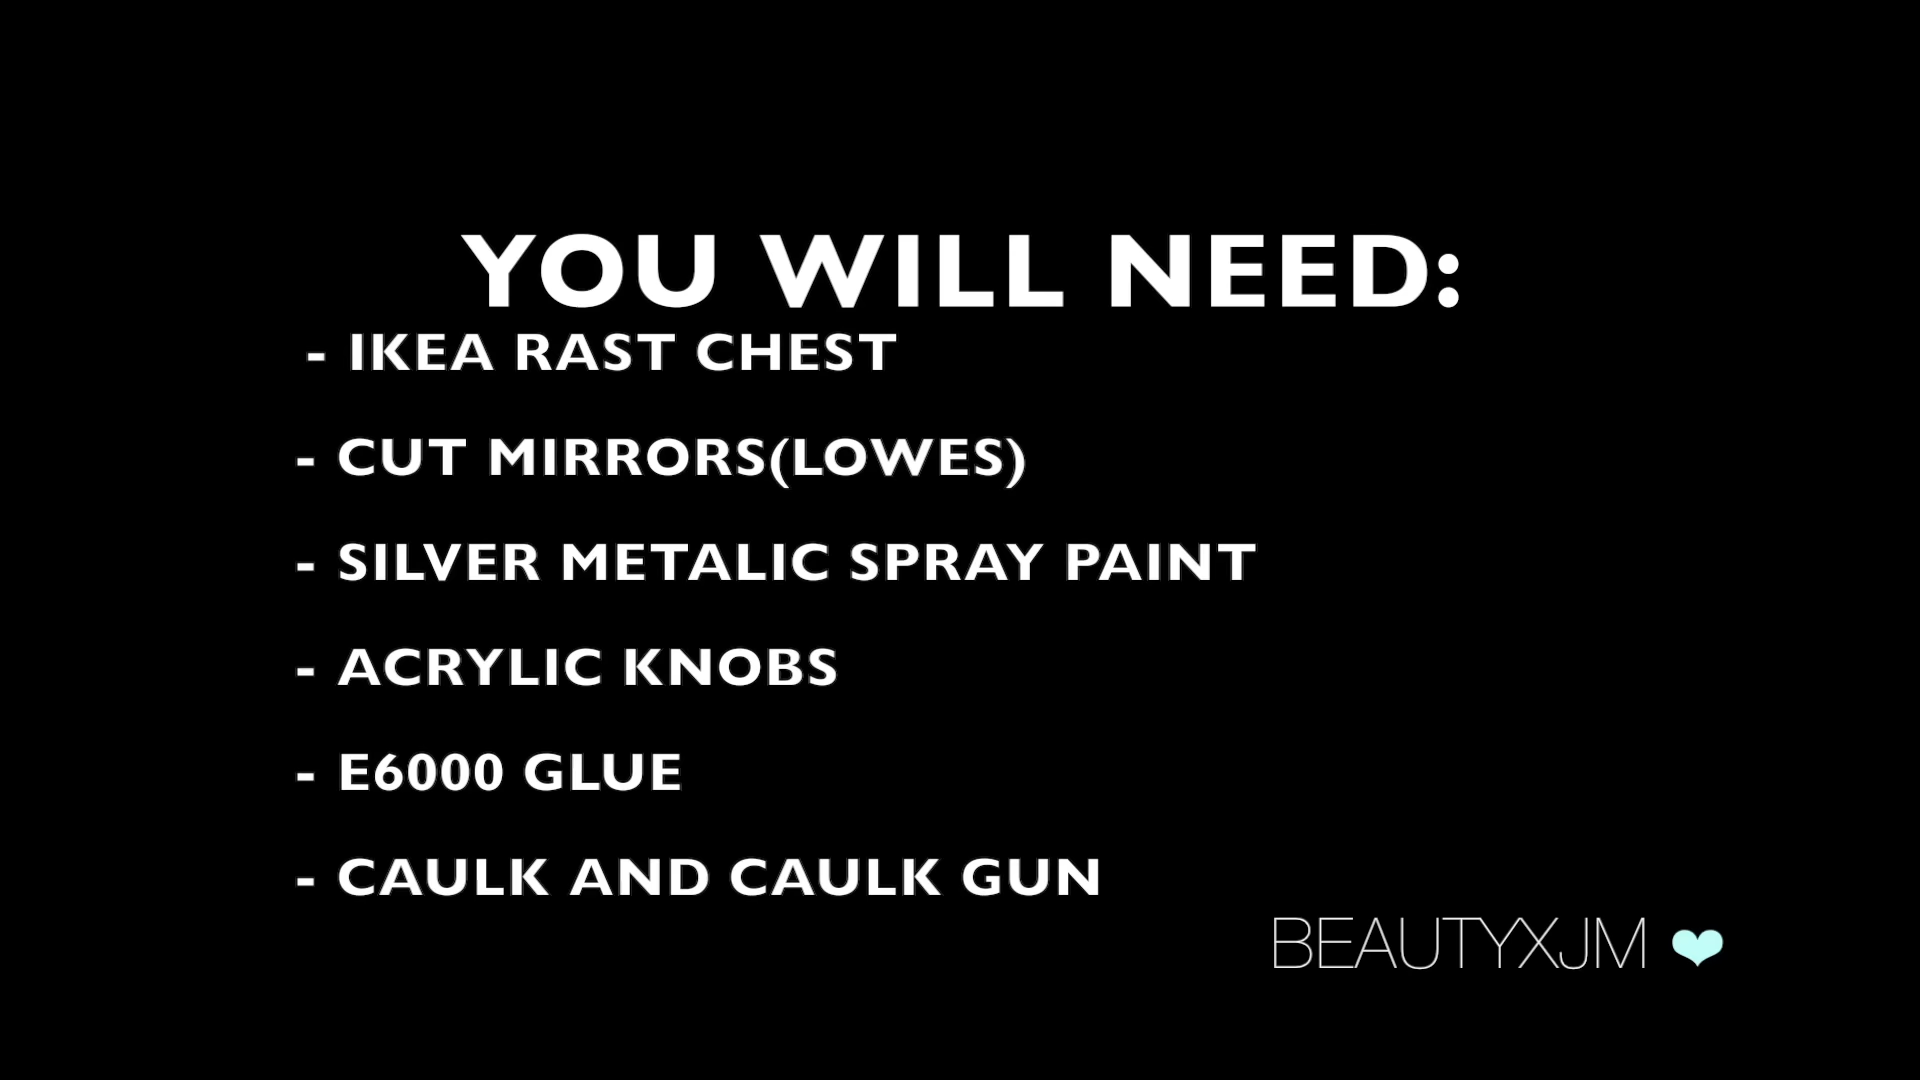 YOU WILL NEED:
- IKEA RAST CHEST
- CUT MIRRORS(LOWES)
- SILVER METALIC SPRAY PAINT
- ACRYLIC KNOBS
- E6000 GLUE
- CAULK AND CAULK GUN
BEAUTYXJM ❤